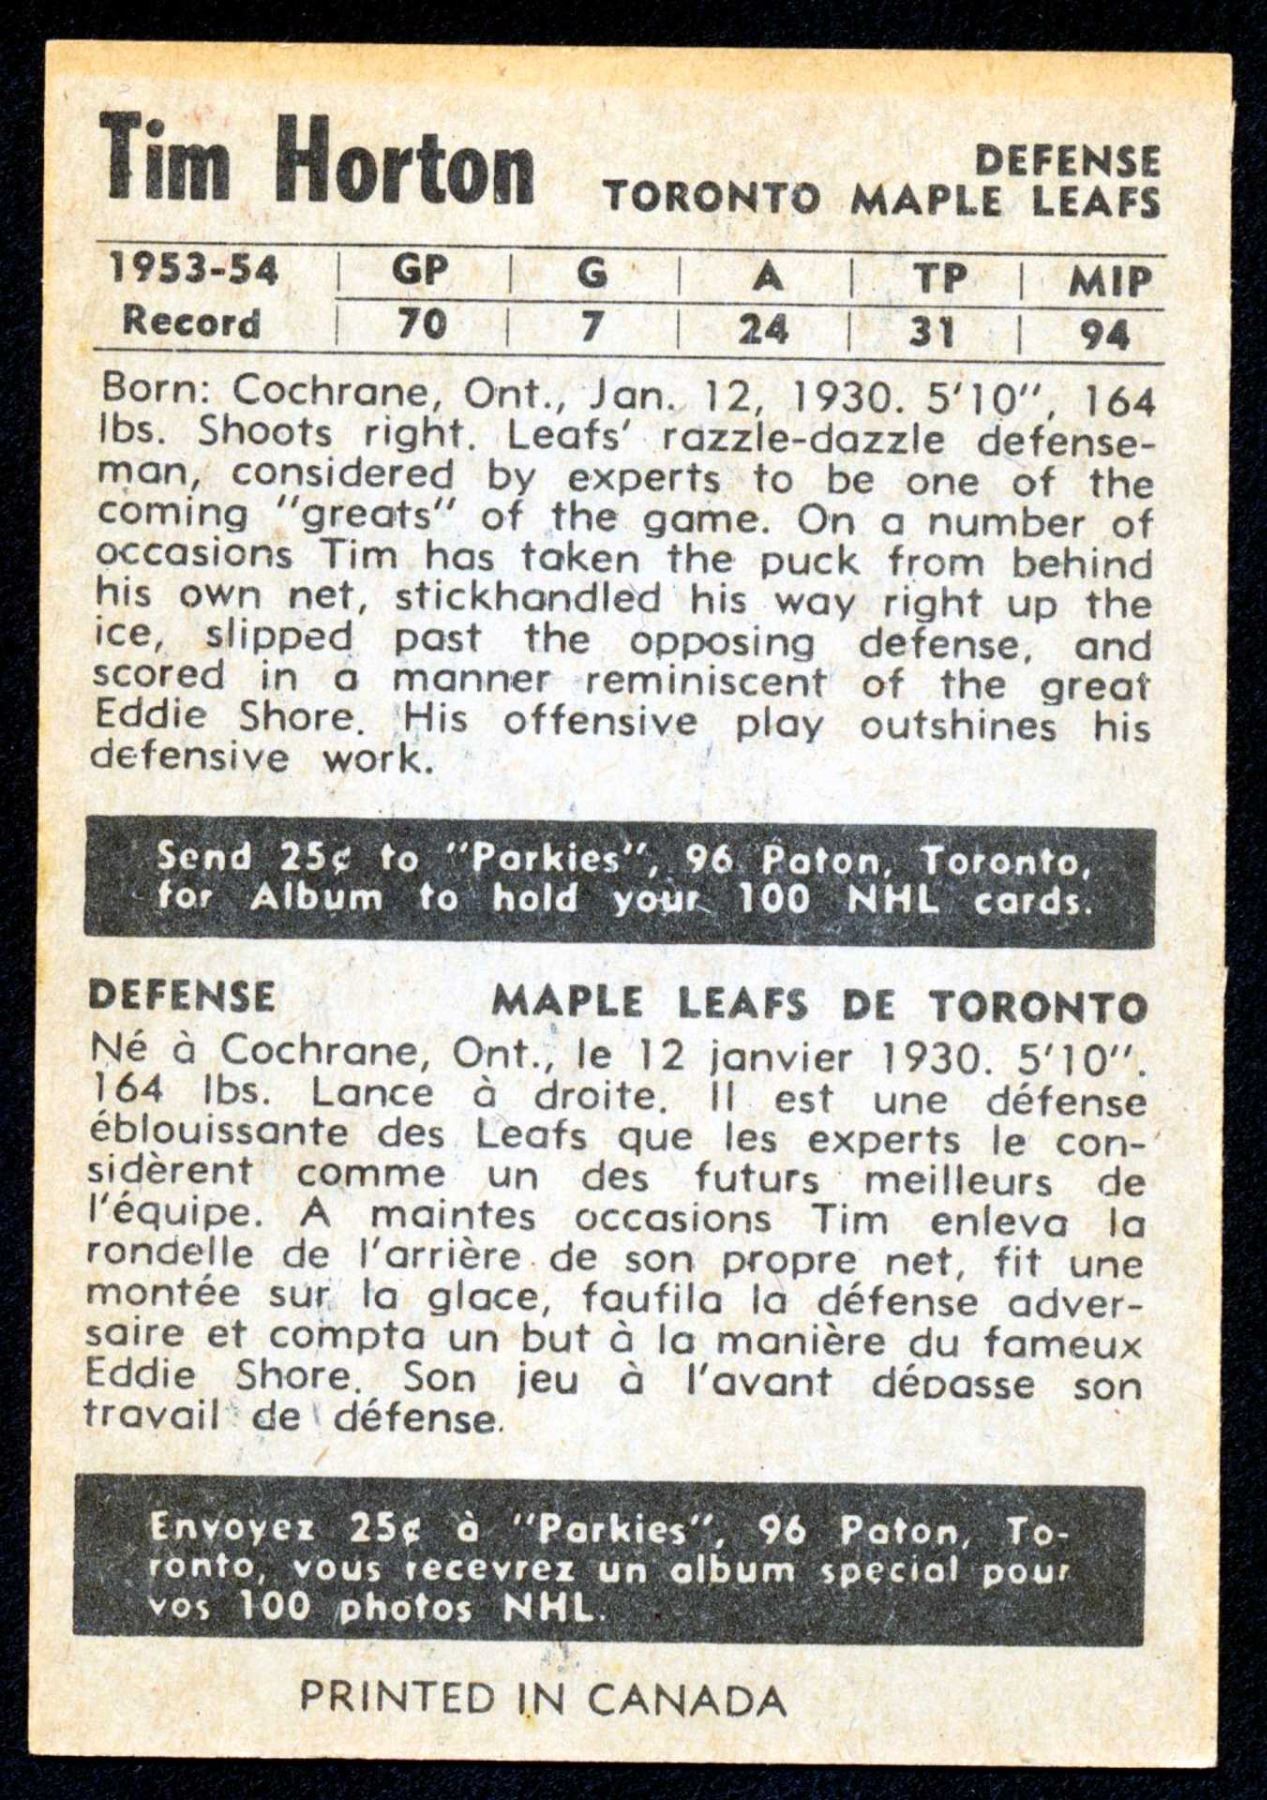 Tim Horton
DEFENSE
TORONTO MAPLE LEAFS
1953-54 | GP | G | A | TP | MIP
Record | 70 | 7 | 24 | 31 | 94
Born: Cochrane, Ont., Jan. 12, 1930. 5'10", 164
lbs. Shoots right. Leafs' razzle-dazzle defense-
man, considered by experts to be one of the
coming "greats" of the game. On a number of
occasions Tim has taken the puck from behind
his own net, stickhandled his way right up the
ice, slipped past the opposing defense, and
scored in a manner reminiscent of the great
Eddie Shore. His offensive play outshines his
defensive work.
Send 25¢ to "Parkies", 96 Paton, Toronto,
for Album to hold your 100 NHL cards.
DEFENSE MAPLE LEAFS DE TORONTO
Né à Cochrane, Ont., le 12 janvier 1930. 5'10".
164 lbs. Lance à droite. Il est une défense
éblouissante des Leafs que les experts le con-
sidèrent comme un des futurs meilleurs de
l'équipe. A maintes occasions Tim enleva la
rondelle de l'arrière de son propre net, fit une
montée sur la glace, faufila la défense adver-
saire et compta un but à la manière du fameux
Eddie Shore. Son jeu à l'avant dépasse son
travail de défense.
Envoyez 25¢ à "Parkies", 96 Paton, To-
ronto, vous recevrez un album special pour
vos 100 photos NHL.
PRINTED IN CANADA